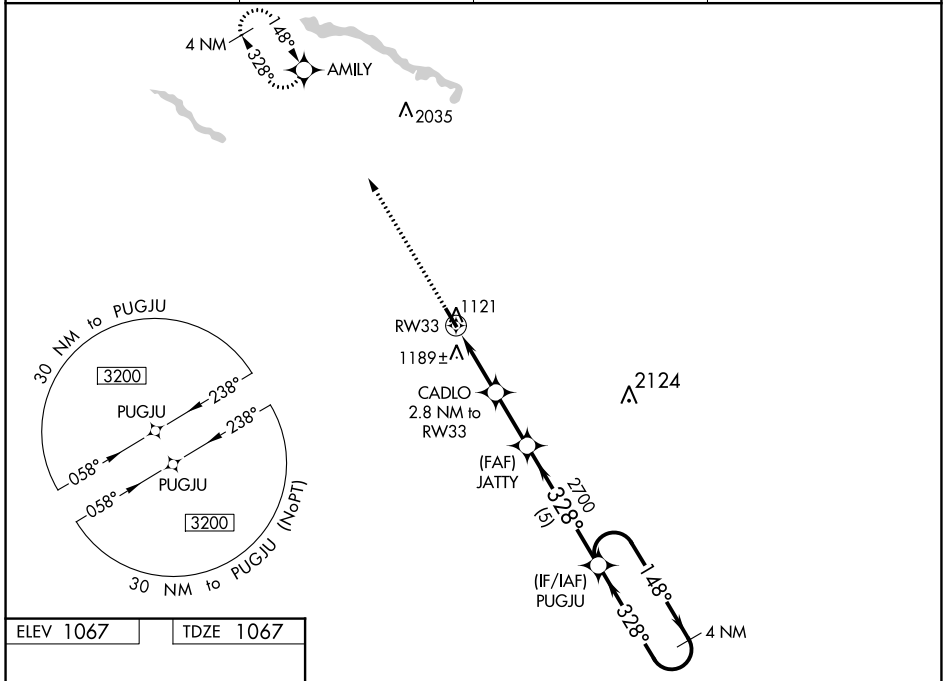 148°
4 NM
328°
AMILY
2035
1121
RW33
1189±
CADLO
2.8 NM to
RW33
2124
(FAF)
JATTY
2700
328°
(5)
(IF/IAF)
PUGJU
148°
328°
4 NM
30 NM to PUGJU
3200
PUGJU
238°
058°
238°
PUGJU
058°
3200
30 NM to PUGJU (NoPT)
ELEV 1067
TDZE 1067